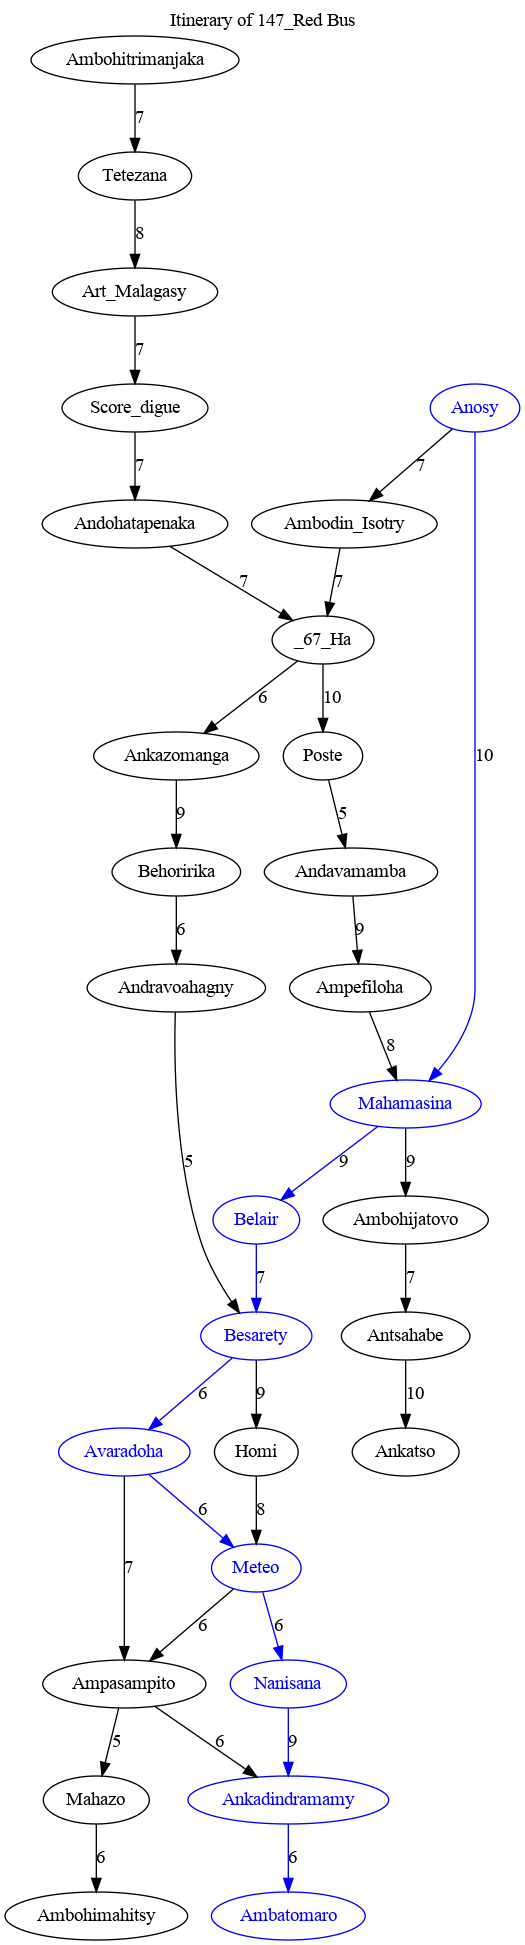 Itinerary of 147_Red Bus
Ambohitrimanjaka
7
Tetezana
8
Art_Malagasy
7
Score_digue
Anosy
7
7
Andohatapenaka
Ambodin_Isotry
7
7
_67_Ha
6
10
Ankazomanga
Poste
10
9
5
Behoririka
Andavamamba
6
9
Andravoahagny
Ampefiloha
8
Mahamasina
5
9
9
Belair
Ambohijatovo
7
7
Besarety
Antsahabe
6
9
10
Avaradoha
Homi
Ankatso
6
8
Meteo
7
6
6
Ampasampito
Nanisana
5
6
9
Mahazo
Ankadindramamy
6
6
Ambohimahitsy
Ambatomaro